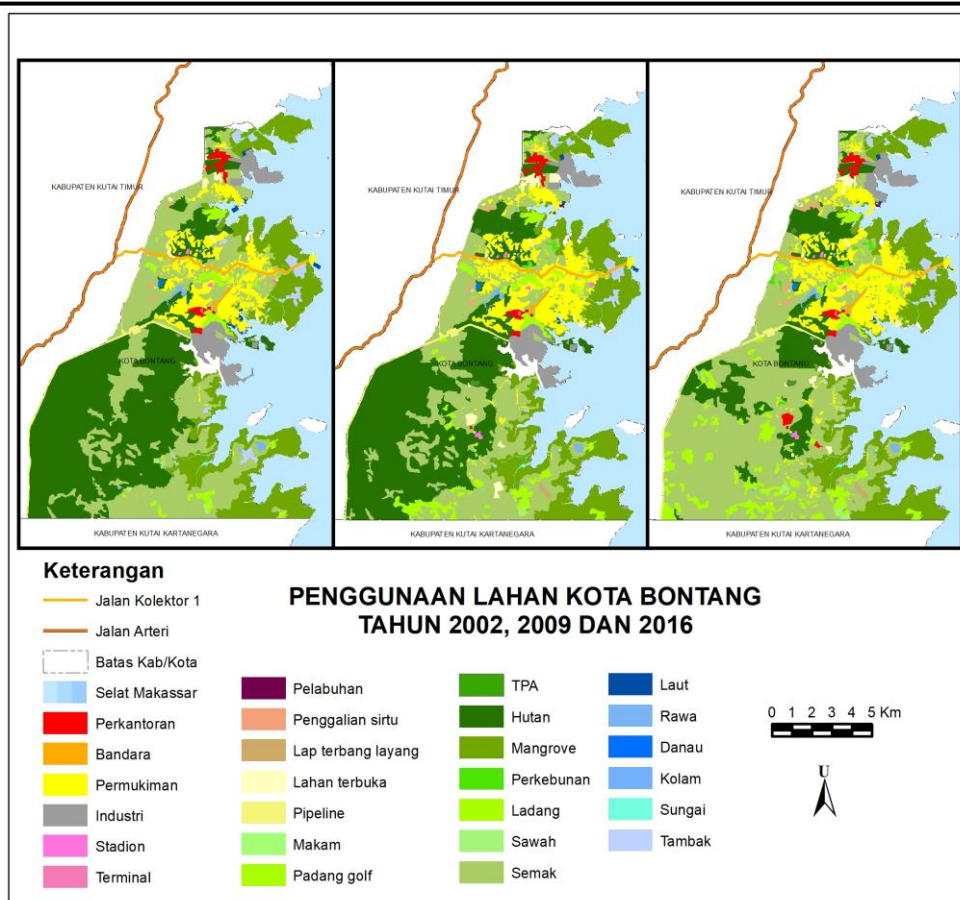 KABUPATEN KUTAI TIMUR
KOTA BONTANG
KABUPATEN KUTAI KARTANEGARA
KABUPATEN KUTAI TIMUR
KOTA BONTANG
KABUPATEN KUTAI KARTANEGARA
KABUPATEN KUTAI TIMUR
KOTA BONTANG
KABUPATEN KUTAI KARTANEGARA
Keterangan
Jalan Kolektor 1
Jalan Arteri
Batas Kab/Kota
Selat Makassar
Perkantoran
Bandara
Permukiman
Industri
Stadion
Terminal
PENGGUNAAN LAHAN KOTA BONTANG
TAHUN 2002, 2009 DAN 2016
Pelabuhan
Penggalian sirtu
Lap terbang layang
Lahan terbuka
Pipeline
Makam
Padang golf
TPA
Hutan
Mangrove
Perkebunan
Ladang
Sawah
Semak
Laut
Rawa
Danau
Kolam
Sungai
Tambak
0 1 2 3 4 5 Km
U